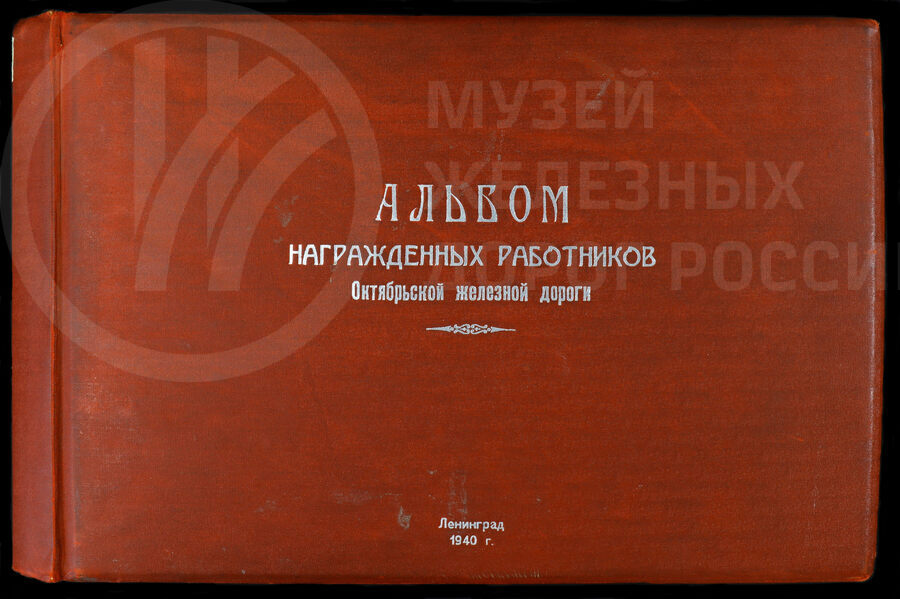 МУЗЕЙ
ЖЕЛЕЗНЫХ
ДОРОГ РОССИИ
АЛЬБОМ
НАГРАЖДЕННЫХ РАБОТНИКОВ
Октябрьской железной дороги
Ленинград
1940 г.